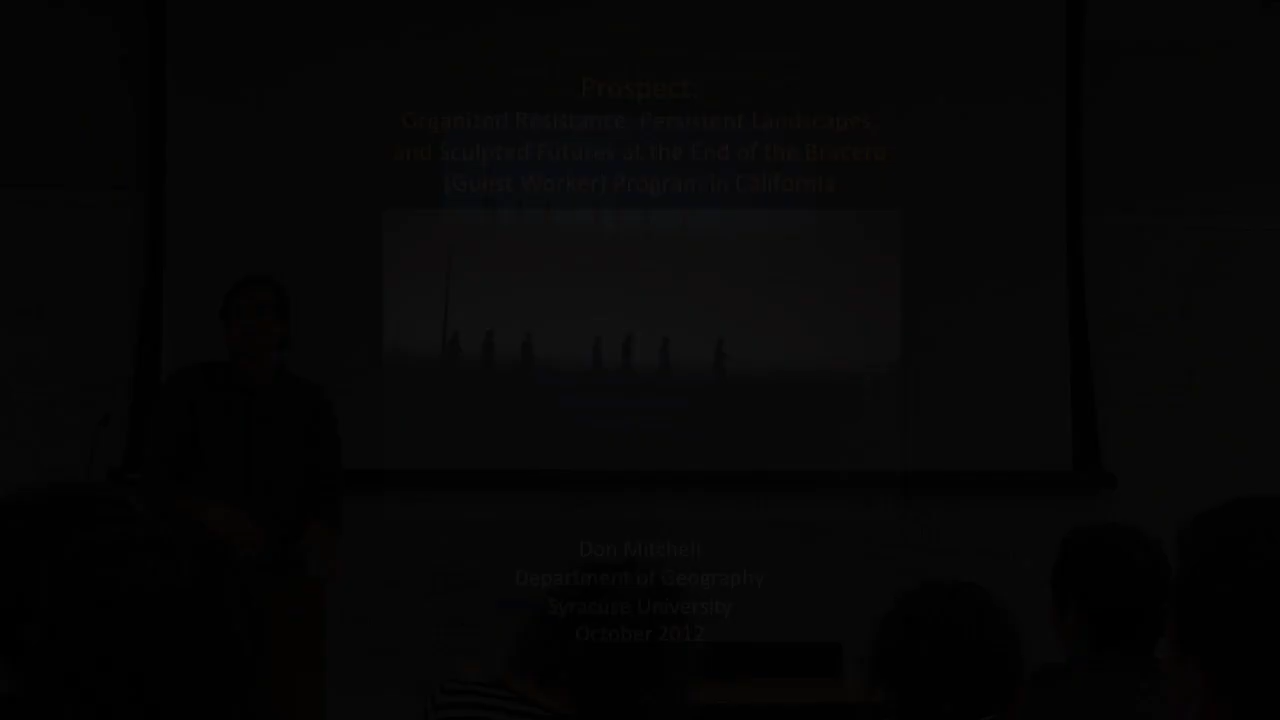 Prospect:
Organized Resistance, Persistent Landscapes,
and Sculpted Futures at the End of the Bracero
(Guest Worker) Program in California
Don Mitchell
Department of Geography
Syracuse University
October 2012